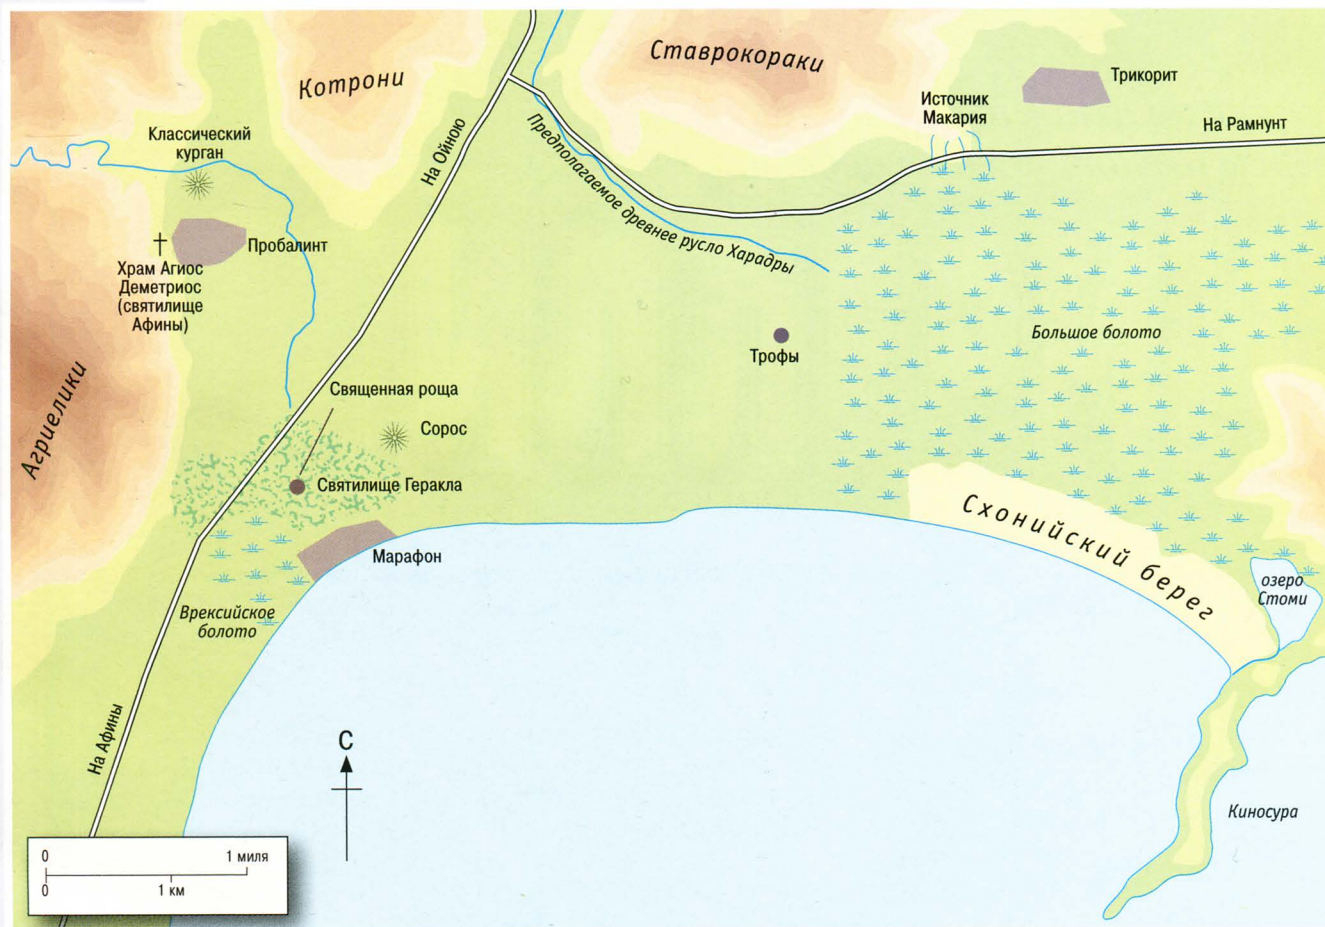 Котрони
Ставрокораки
Трикорит
Источник
Макария
На Рамнунт
Классический
курган
На Ойною
Предполагаемое древнее русло Харадры
Пробалинт
Храм Агиос
Деметриос
(святилище
Афины)
Большое болото
Трофы
Агриелики
Священная роща
Сорос
Святилище Геракла
Схонийский берег
Марафон
озеро
Стоми
Врексийское
болото
На Афины
С
Киносура
0
1 миля
0
1 км